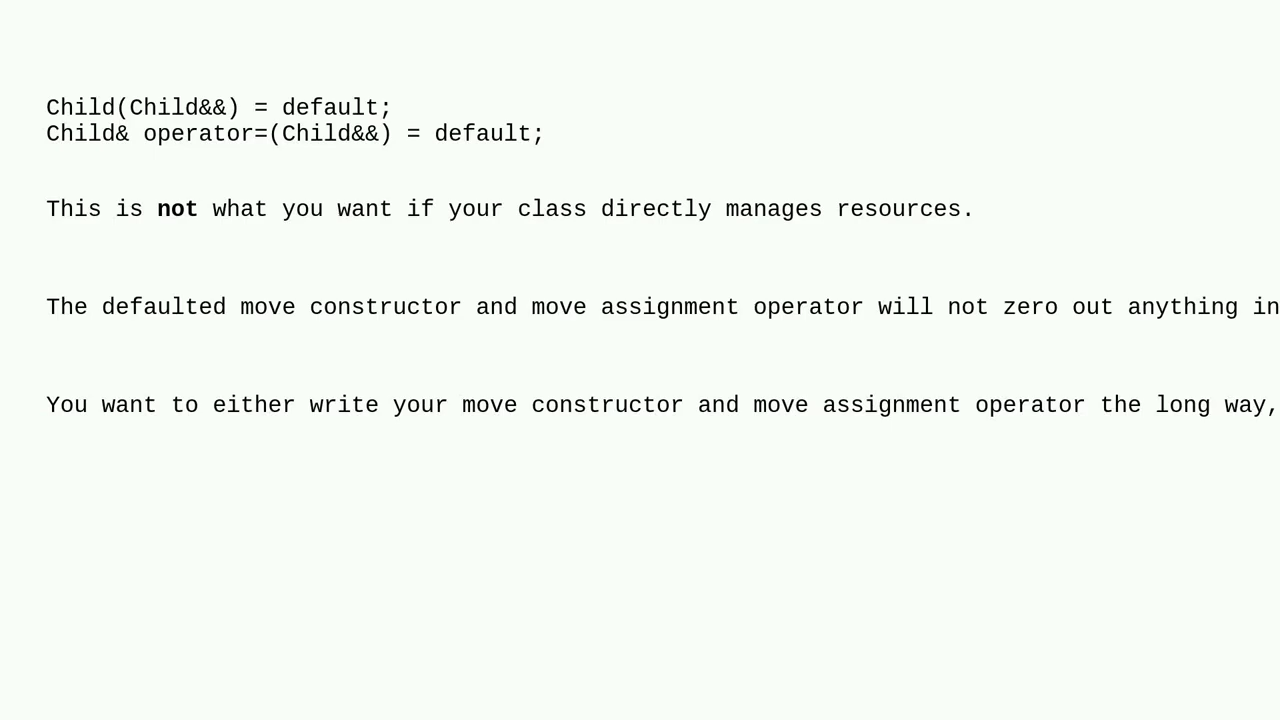 Child(Child&&) = default;
Child& operator=(Child&&) = default;
This is not what you want if your class directly manages resources.
The defaulted move constructor and move assignment operator will not zero out anything in
You want to either write your move constructor and move assignment operator the long way,